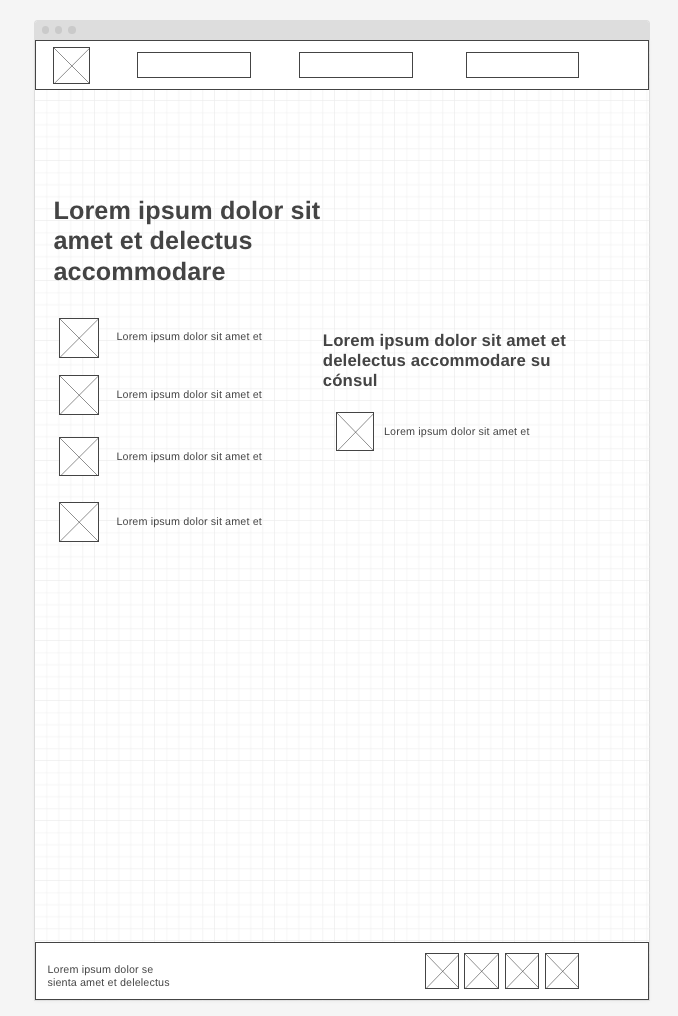 Lorem ipsum dolor sit
amet et delectus
accommodare
Lorem ipsum dolor sit amet et
Lorem ipsum dolor sit amet et
Lorem ipsum dolor sit amet et
Lorem ipsum dolor sit amet et
Lorem ipsum dolor sit amet et
delelectus accommodare su
cónsul
Lorem ipsum dolor sit amet et
Lorem ipsum dolor se
sienta amet et delelectus